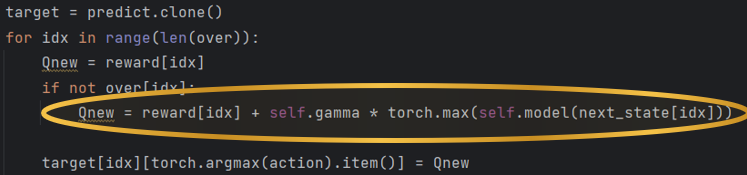 target = predict.clone()
for idx in range(len(over)):
    Qnew = reward[idx]
    if not over[idx]:
        Qnew = reward[idx] + self.gamma * torch.max(self.model(next_state[idx]))
    target[idx][torch.argmax(action).item()] = Qnew